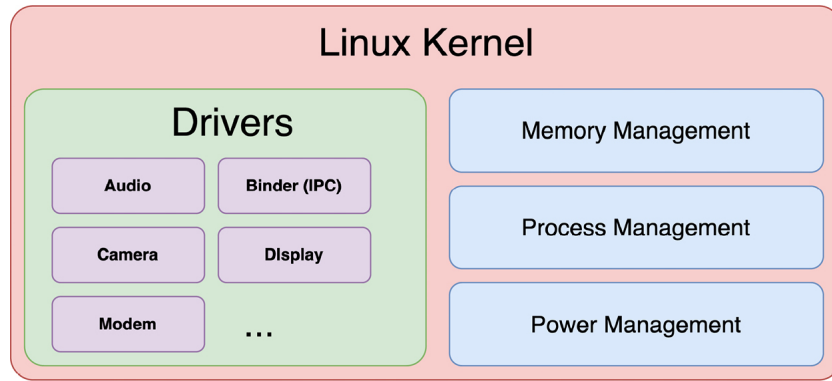 Linux Kernel
Drivers
Audio
Binder (IPC)
Camera
DIsplay
Modem
...
Memory Management
Process Management
Power Management